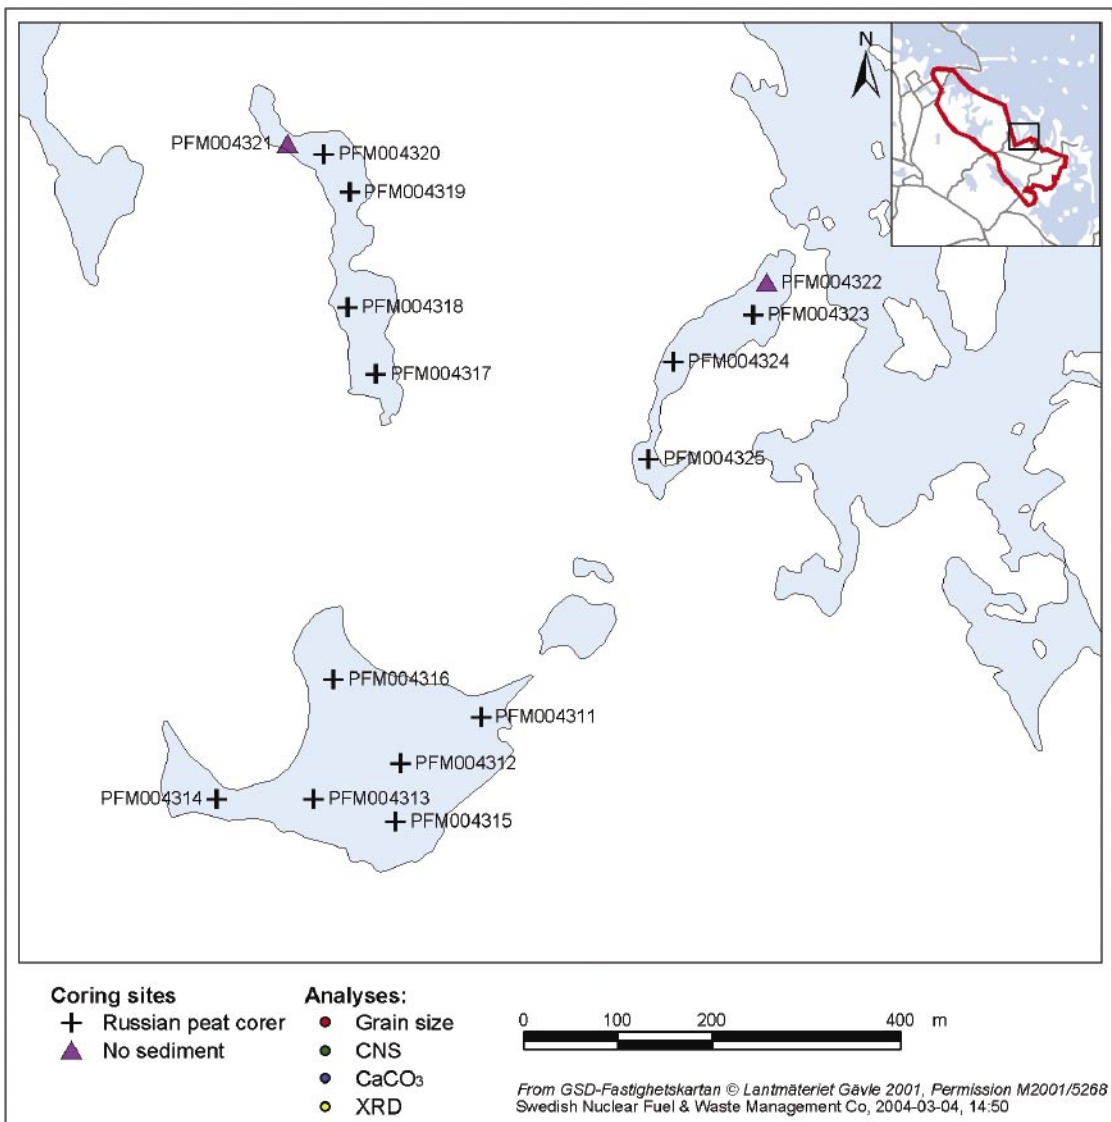 N
PFM004321
PFM004320
PFM004319
PFM004318
PFM004317
PFM004322
PFM004323
PFM004324
PFM004325
PFM004316
PFM004311
PFM004312
PFM004314
PFM004313
PFM004315
Coring sites
Russian peat corer
No sediment
Analyses:
Grain size
CNS
CaCO₃
XRD
0 100 200 400 m
From GSD-Fastighetskartan © Lantmäteriet Gävle 2001, Permission M2001/5268
Swedish Nuclear Fuel & Waste Management Co, 2004-03-04, 14:50